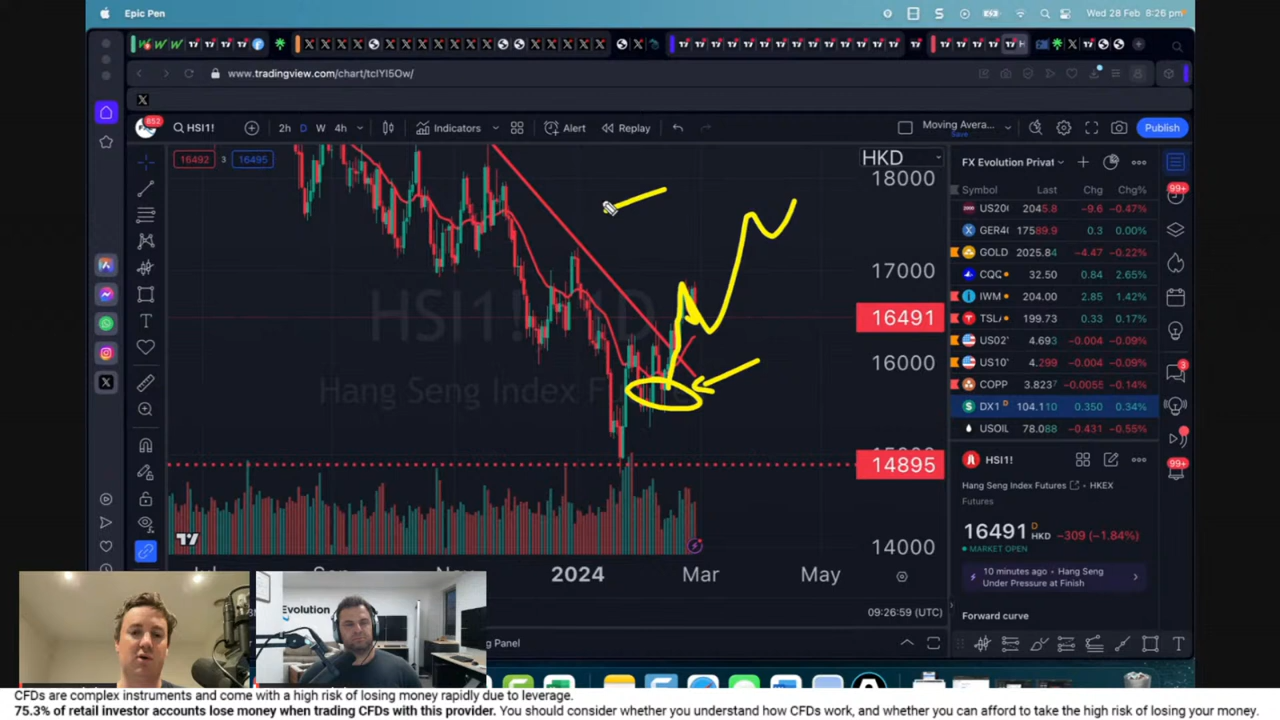 Epic Pen
Wed 28 Feb 8:26 pm
www.tradingview.com/chart/tcIYI5Ow/
852
HSI1!
2h D W 4h
Indicators
Alert
Replay
Moving Avera...
Save
Publish
16492 3 16495
HKD
18000
17000
16491
16000
14895
14000
HSI1!
Hang Seng Index Fu
2024 Mar May
09:26:59 (UTC)
ng Panel
FX Evolution Privat
Symbol Last Chg Chg%
US20( 2045.8 -9.6 -0.47%
GER4( 17589.9 0.3 0.00%
GOLD 2025.84 -4.47 -0.22%
CQQ 32.50 0.84 2.65%
IWM 204.00 2.85 1.42%
TSL 199.73 0.33 0.17%
US02 4.693 -0.004 -0.09%
US10 4.299 -0.004 -0.09%
COPP 3.823 -0.0055 -0.14%
DX1 D 104.110 0.350 0.34%
USOIL 78.088 -0.431 -0.55%
HSI1!
Hang Seng Index Futures HKEX
Futures
16491 D HKD -309 (-1.84%)
MARKET OPEN
10 minutes ago • Hang Seng
Under Pressure at Finish
Forward curve
99+
3
99+
Evolution
CFDs are complex instruments and come with a high risk of losing money rapidly due to leverage.
75.3% of retail investor accounts lose money when trading CFDs with this provider. You should consider whether you understand how CFDs work, and whether you can afford to take the high risk of losing your money.